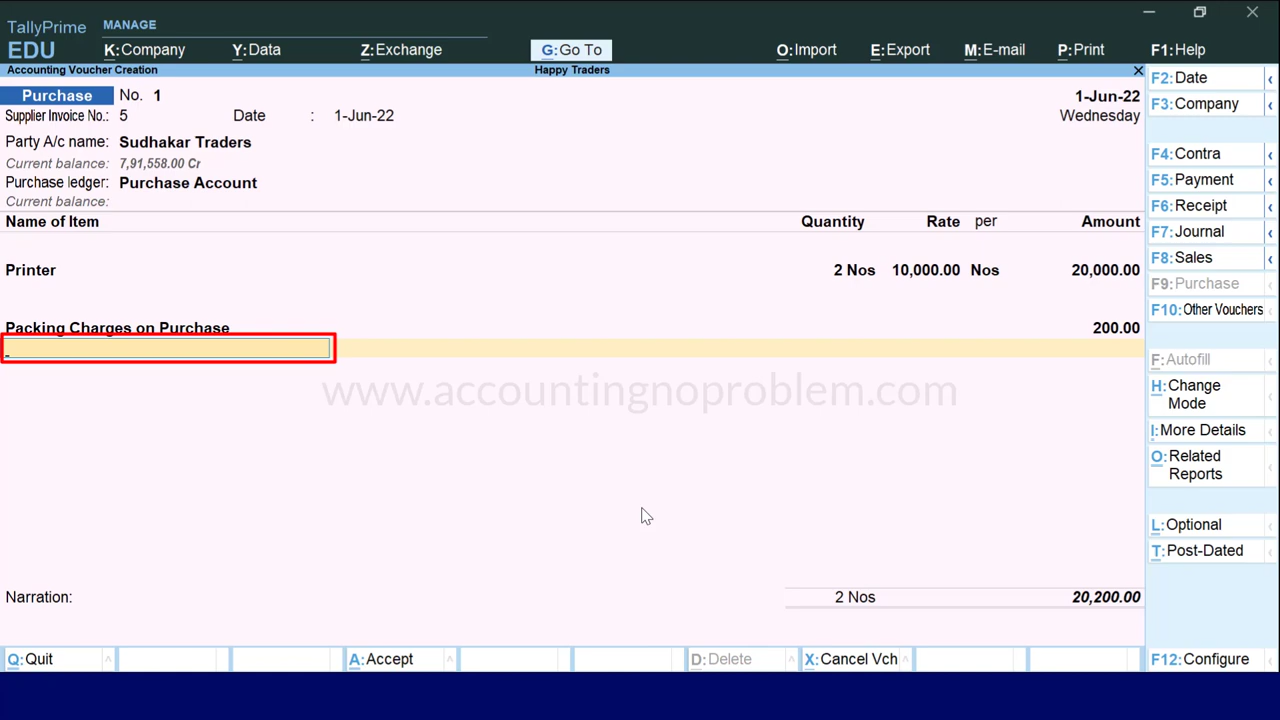 TallyPrime
EDU
MANAGE
K:Company Y:Data Z:Exchange G:Go To O:Import E:Export M:E-mail P:Print F1:Help
Accounting Voucher Creation Happy Traders
Purchase No. 1 1-Jun-22
Supplier Invoice No.: 5 Date : 1-Jun-22 Wednesday
Party A/c name: Sudhakar Traders
Current balance: 7,91,558.00 Cr
Purchase ledger: Purchase Account
Current balance:
Name of Item Quantity Rate per Amount
Printer 2 Nos 10,000.00 Nos 20,000.00
Packing Charges on Purchase 200.00
www.accountingnoproblem.com
Narration: 2 Nos 20,200.00
Q:Quit A:Accept D:Delete X:Cancel Vch
F2:Date
F3:Company
F4:Contra
F5:Payment
F6:Receipt
F7:Journal
F8:Sales
F9:Purchase
F10:Other Vouchers
F:Autofill
H:Change
Mode
I:More Details
O:Related
Reports
L:Optional
T:Post-Dated
F12:Configure